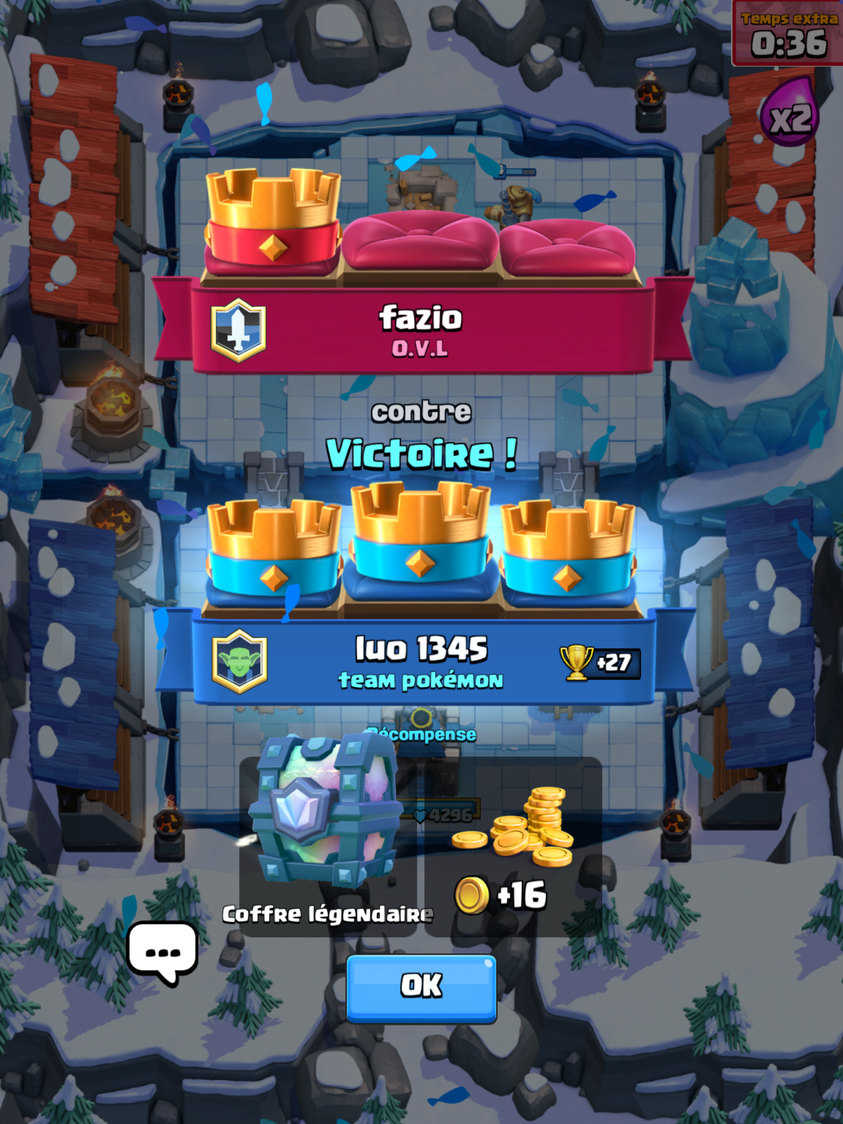 Temps extra
0:36
x2
fazio
O.V.L
contre
Victoire !
luo 1345
team pokémon
+27
Récompense
4296
Coffre légendaire
+16
...
OK